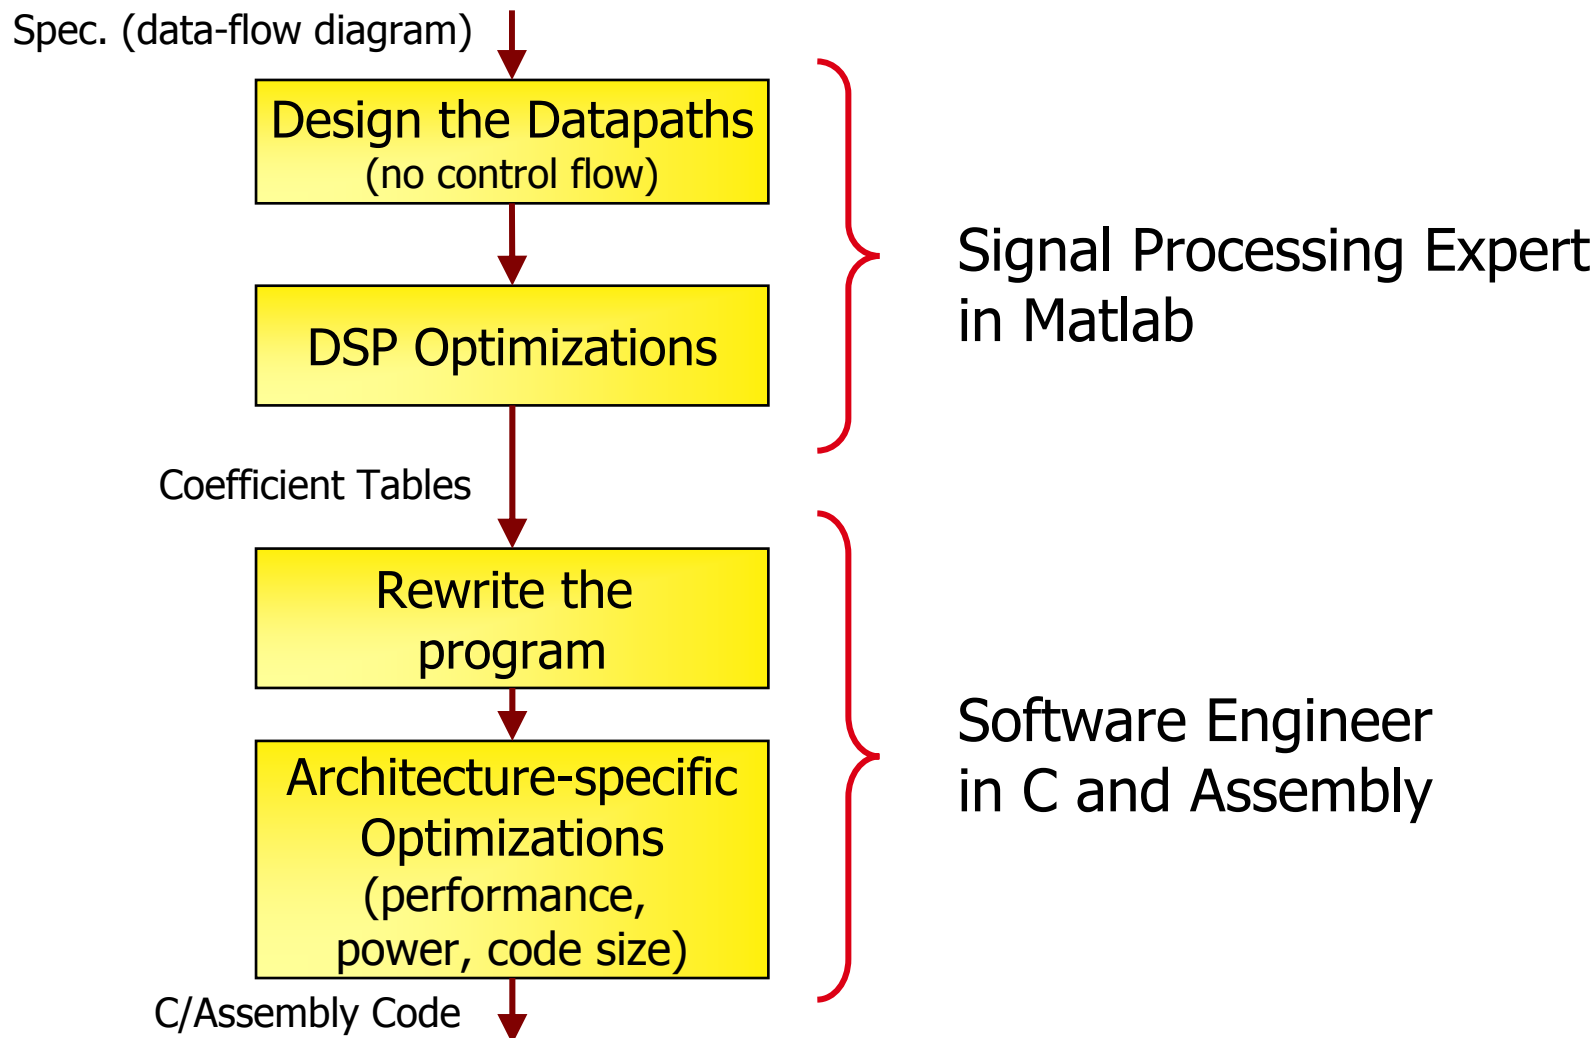 Spec. (data-flow diagram)
Design the Datapaths
(no control flow)
Signal Processing Expert
in Matlab
DSP Optimizations
Coefficient Tables
Rewrite the
program
Software Engineer
in C and Assembly
Architecture-specific
Optimizations
(performance,
power, code size)
C/Assembly Code